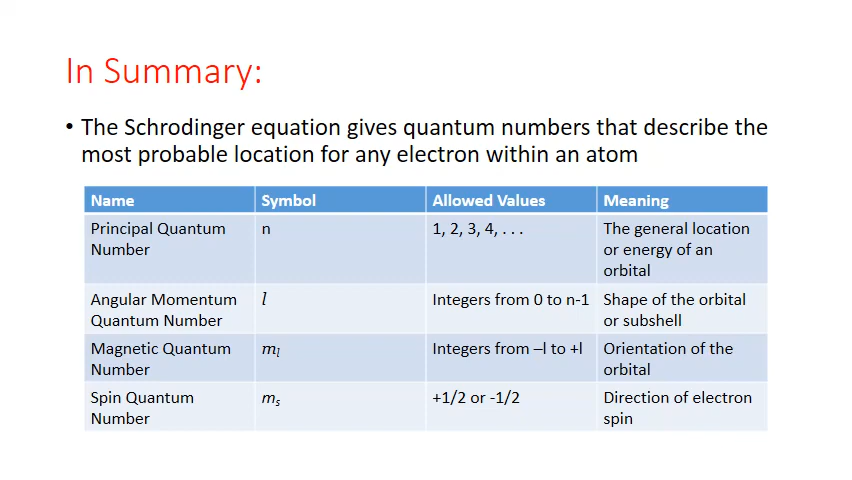 In Summary:
• The Schrodinger equation gives quantum numbers that describe the
most probable location for any electron within an atom
Name Symbol Allowed Values Meaning
Principal Quantum n 1, 2, 3, 4, . . . The general location
Number or energy of an
orbital
Angular Momentum l Integers from 0 to n-1 Shape of the orbital
Quantum Number or subshell
Magnetic Quantum mₗ Integers from –l to +l Orientation of the
Number orbital
Spin Quantum mₛ +1/2 or -1/2 Direction of electron
Number spin